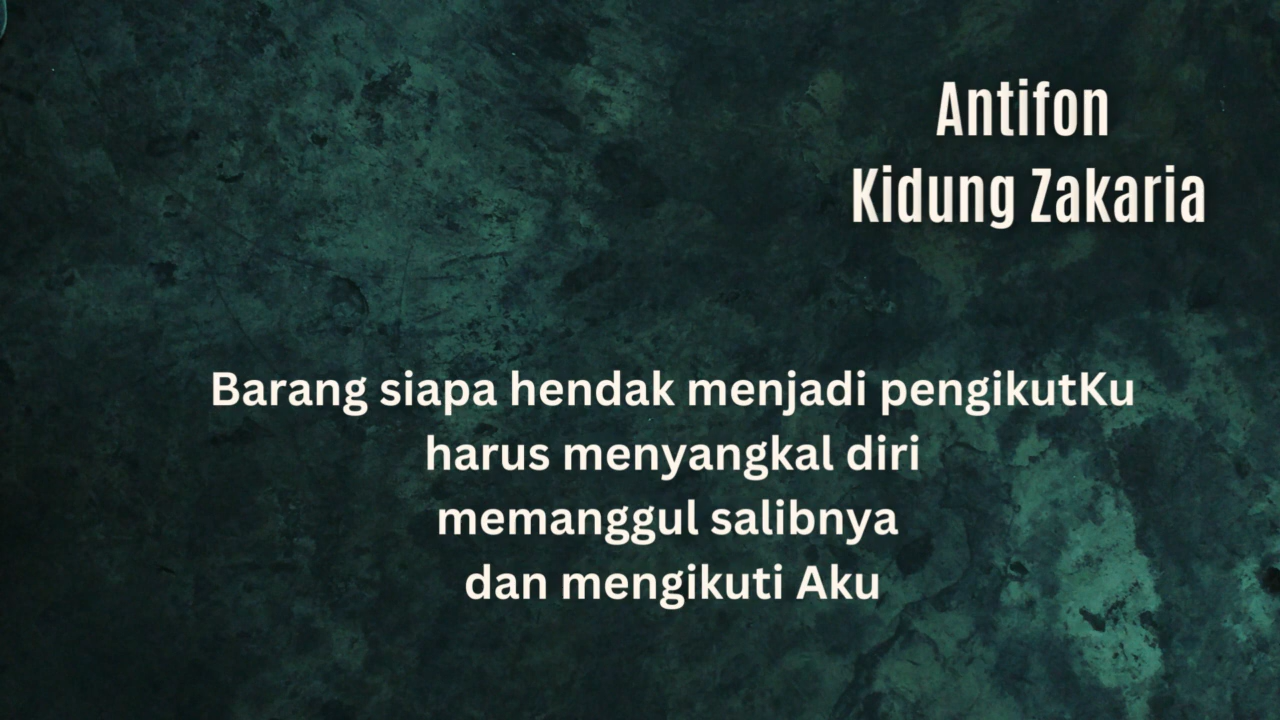 Antifon
Kidung Zakaria
Barang siapa hendak menjadi pengikutKu
harus menyangkal diri
memanggul salibnya
dan mengikuti Aku